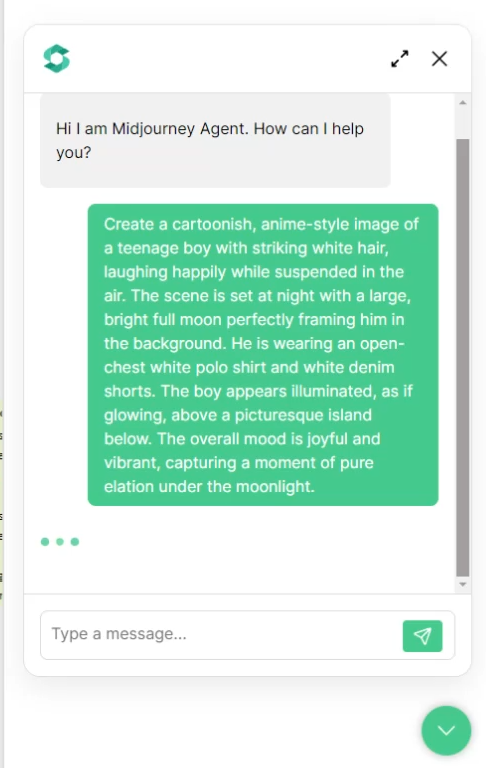 Hi I am Midjourney Agent. How can I help
you?
Create a cartoonish, anime-style image of
a teenage boy with striking white hair,
laughing happily while suspended in the
air. The scene is set at night with a large,
bright full moon perfectly framing him in
the background. He is wearing an open-
chest white polo shirt and white denim
shorts. The boy appears illuminated, as if
glowing, above a picturesque island
below. The overall mood is joyful and
vibrant, capturing a moment of pure
elation under the moonlight.
Type a message...